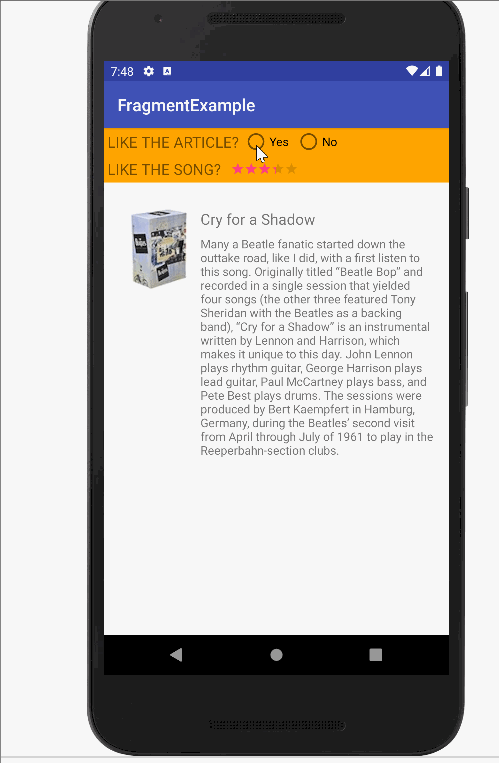 7:48
FragmentExample
LIKE THE ARTICLE? Yes No
LIKE THE SONG?
Cry for a Shadow
Many a Beatle fanatic started down the
outtake road, like I did, with a first listen to
this song. Originally titled “Beatle Bop” and
recorded in a single session that yielded
four songs (the other three featured Tony
Sheridan with the Beatles as a backing
band), “Cry for a Shadow” is an instrumental
written by Lennon and Harrison, which
makes it unique to this day. John Lennon
plays rhythm guitar, George Harrison plays
lead guitar, Paul McCartney plays bass, and
Pete Best plays drums. The sessions were
produced by Bert Kaempfert in Hamburg,
Germany, during the Beatles’ second visit
from April through July of 1961 to play in the
Reeperbahn-section clubs.